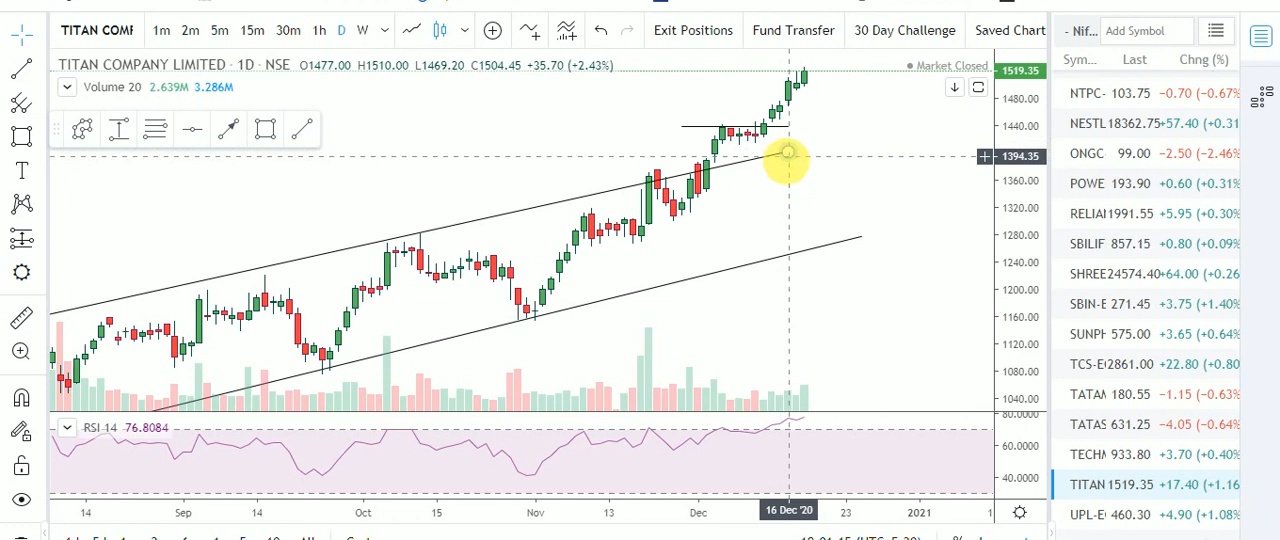 TITAN COMF 1m 2m 5m 15m 30m 1h D W Exit Positions Fund Transfer 30 Day Challenge Saved Chart - Nif... Add Symbol
TITAN COMPANY LIMITED · 1D · NSE O1477.00 H1510.00 L1469.20 C1504.45 +35.70 (+2.43%) Market Closed
Volume 20 2.639M 3.286M
1519.35
1480.00
1440.00
1394.35
1360.00
1320.00
1280.00
1240.00
1200.00
1160.00
1120.00
1080.00
1040.00
RSI 14 76.8084
80.0000
60.0000
40.0000
14 Sep 14 Oct 15 Nov 13 Dec 16 Dec '20 23 2021 1
Sym... Last Chng (%)
NTPC- 103.75 −0.70 (−0.67%
NESTL 18362.75 +57.40 (+0.31
ONGC 99.00 −2.50 (−2.46%
POWE 193.90 +0.60 (+0.31%
RELIAI 1991.55 +5.95 (+0.30%
SBILIF 857.15 +0.80 (+0.09%
SHREE 24574.40 +64.00 (+0.26
SBIN-E 271.45 +3.75 (+1.40%
SUNPH 575.00 +3.65 (+0.64%
TCS-E( 2861.00 +22.80 (+0.80
TATAM 180.55 −1.15 (−0.63%
TATAS 631.25 −4.05 (−0.64%
TECHM 933.80 +3.70 (+0.40%
TITAN 1519.35 +17.40 (+1.16
UPL-E( 460.30 +4.90 (+1.08%